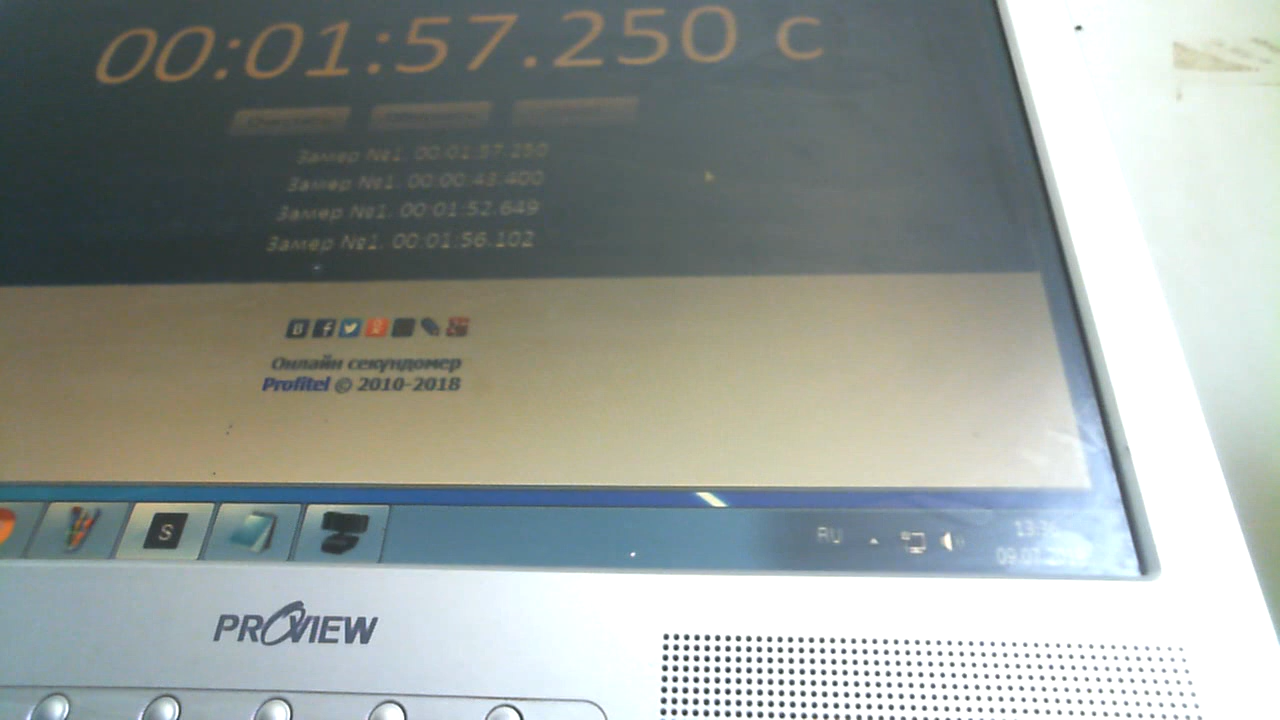 00:01:57.250 с
Замер №1. 00:01:57.250
Замер №1. 00:00:43.400
Замер №1. 00:01:52.649
Замер №1. 00:01:56.102
Онлайн секундомер
Profitel © 2010-2018
S
RU
PROVIEW